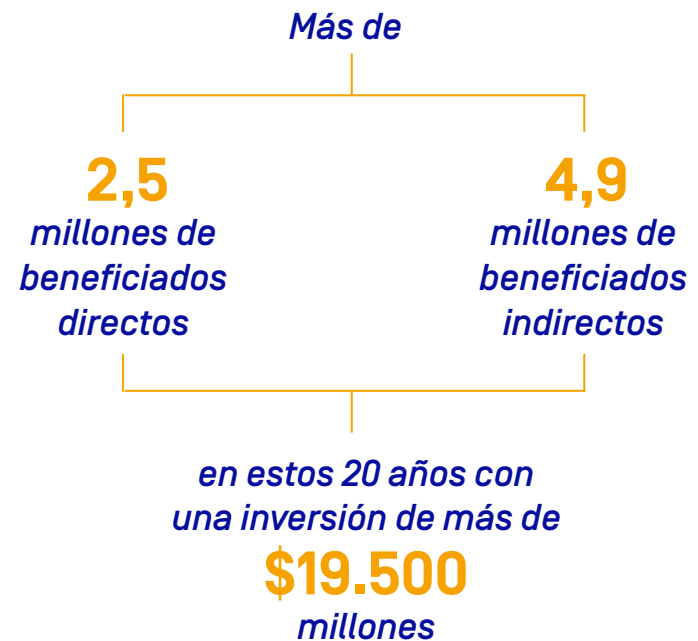 Más de
2,5
millones de
beneficiados
directos
4,9
millones de
beneficiados
indirectos
en estos 20 años con
una inversión de más de
$19.500
millones